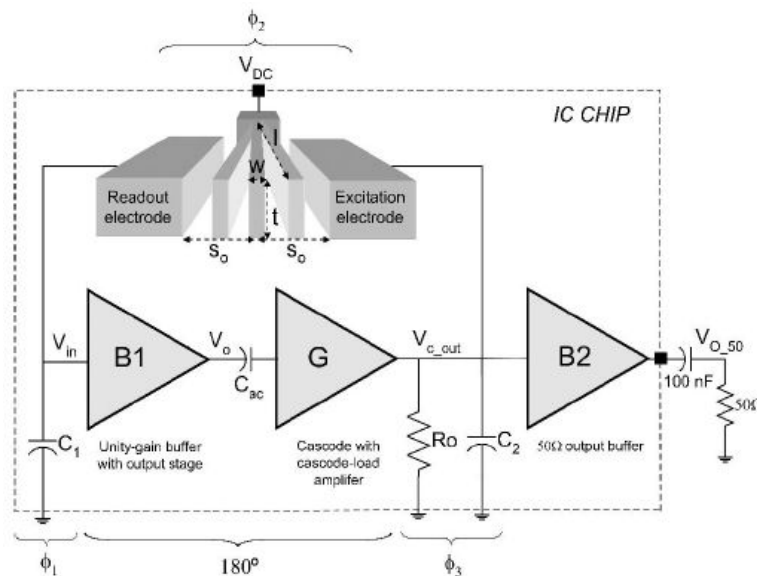 ϕ2
VDC
IC CHIP
l
w
Readout
electrode
Excitation
electrode
t
so
so
Vin
B1
Vo
Cac
G
Vc_out
B2
VO_50
100 nF
50Ω
C1
Unity-gain buffer
with output stage
Cascode with
cascode-load
amplifer
Ro
C2
50Ω output buffer
ϕ1
180º
ϕ3